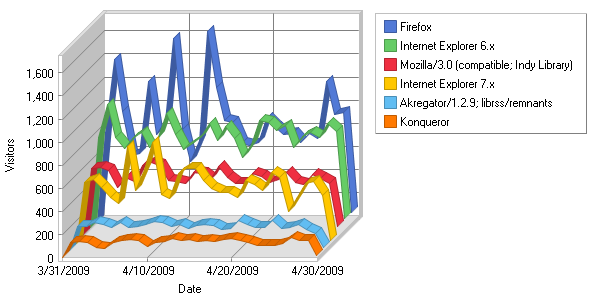 Firefox
Internet Explorer 6.x
Mozilla/3.0 (compatible; Indy Library)
Internet Explorer 7.x
Akregator/1.2.9; librss/remnants
Konqueror
1,600
1,400
1,200
1,000
800
600
400
200
0
Visitors
3/31/2009 4/10/2009 4/20/2009 4/30/2009
Date